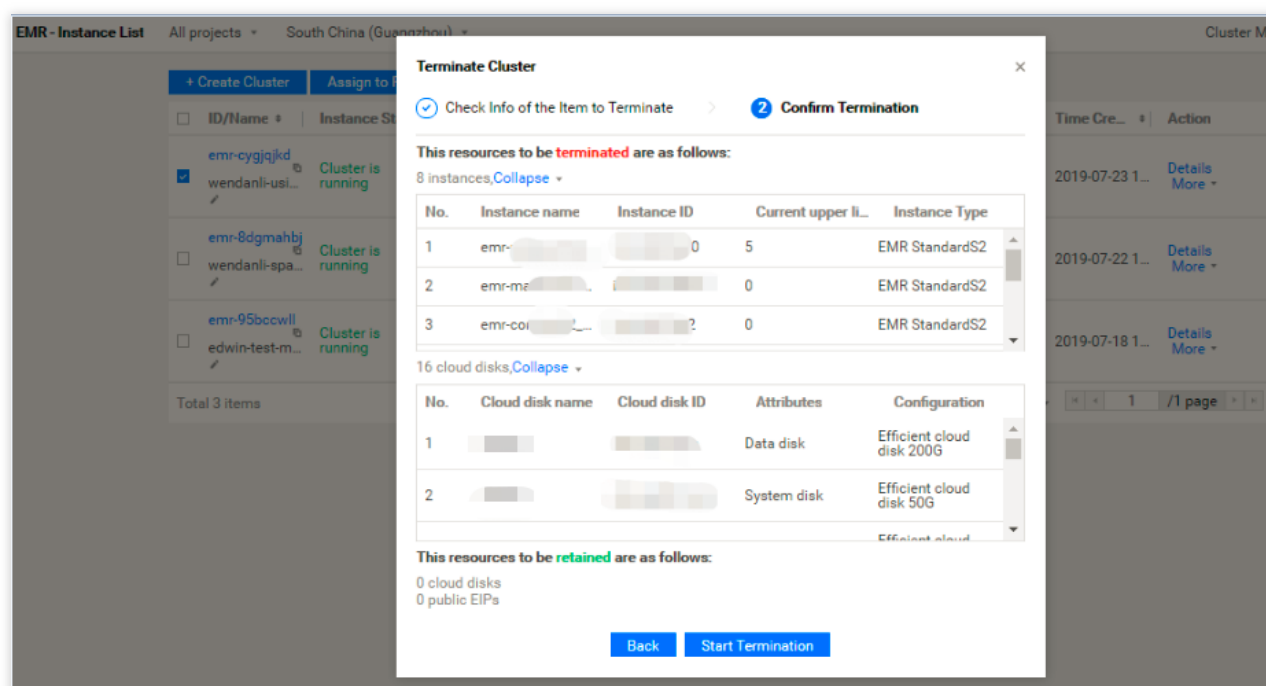 EMR - Instance List All projects South China (Guangzhou) Cluster M
+ Create Cluster Assign to P
ID/Name Instance St Time Cre... Action
emr-cygjqjkd
wendanli-usi...
Cluster is
running
2019-07-23 1...
Details
More
emr-8dgmahbj
wendanli-spa...
Cluster is
running
2019-07-22 1...
Details
More
emr-95bccwll
edwin-test-m...
Cluster is
running
2019-07-18 1...
Details
More
Total 3 items 1 /1 page
Terminate Cluster
Check Info of the Item to Terminate 2 Confirm Termination
This resources to be terminated are as follows:
8 instances,Collapse
No. Instance name Instance ID Current upper li... Instance Type
1 emr- 0 5 EMR StandardS2
2 emr-ma 0 EMR StandardS2
3 emr-co 2 0 EMR StandardS2
16 cloud disks,Collapse
No. Cloud disk name Cloud disk ID Attributes Configuration
1 Data disk Efficient cloud
disk 200G
2 System disk Efficient cloud
disk 50G
Efficient cloud
This resources to be retained are as follows:
0 cloud disks
0 public EIPs
Back Start Termination